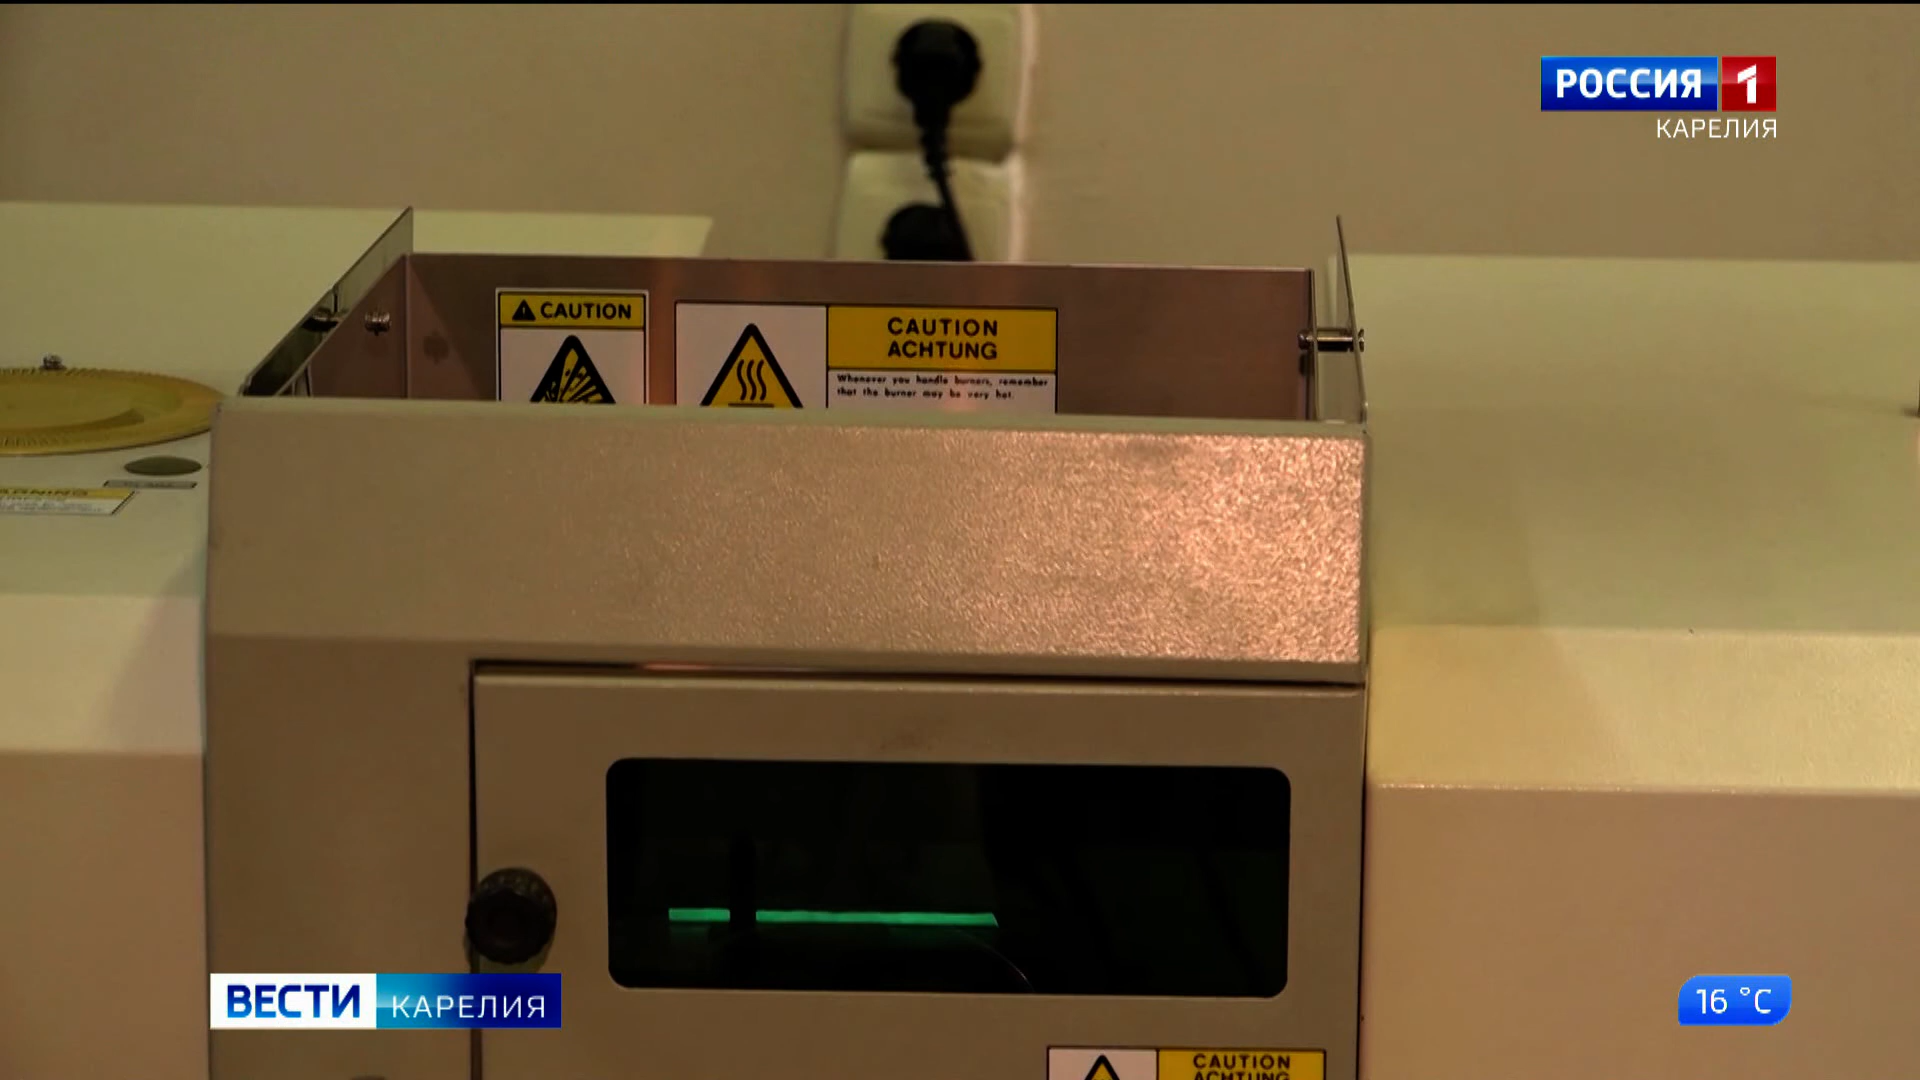 РОССИЯ 1
КАРЕЛИЯ
CAUTION
CAUTION
ACHTUNG
Whenever you handle burners, remember
that the burner may be very hot.
ВЕСТИ КАРЕЛИЯ
16 °C
CAUTION
ACHTUNG